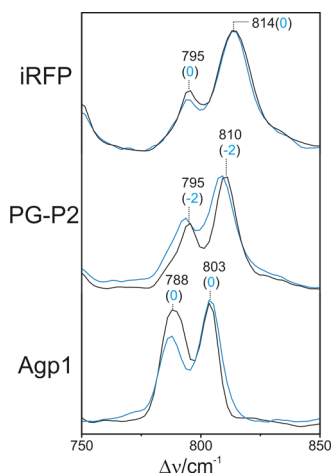 iRFP
795
(0)
814(0)
PG-P2
795
(-2)
810
(-2)
Agp1
788
(0)
803
(0)
750 800 850
Δν/cm⁻¹